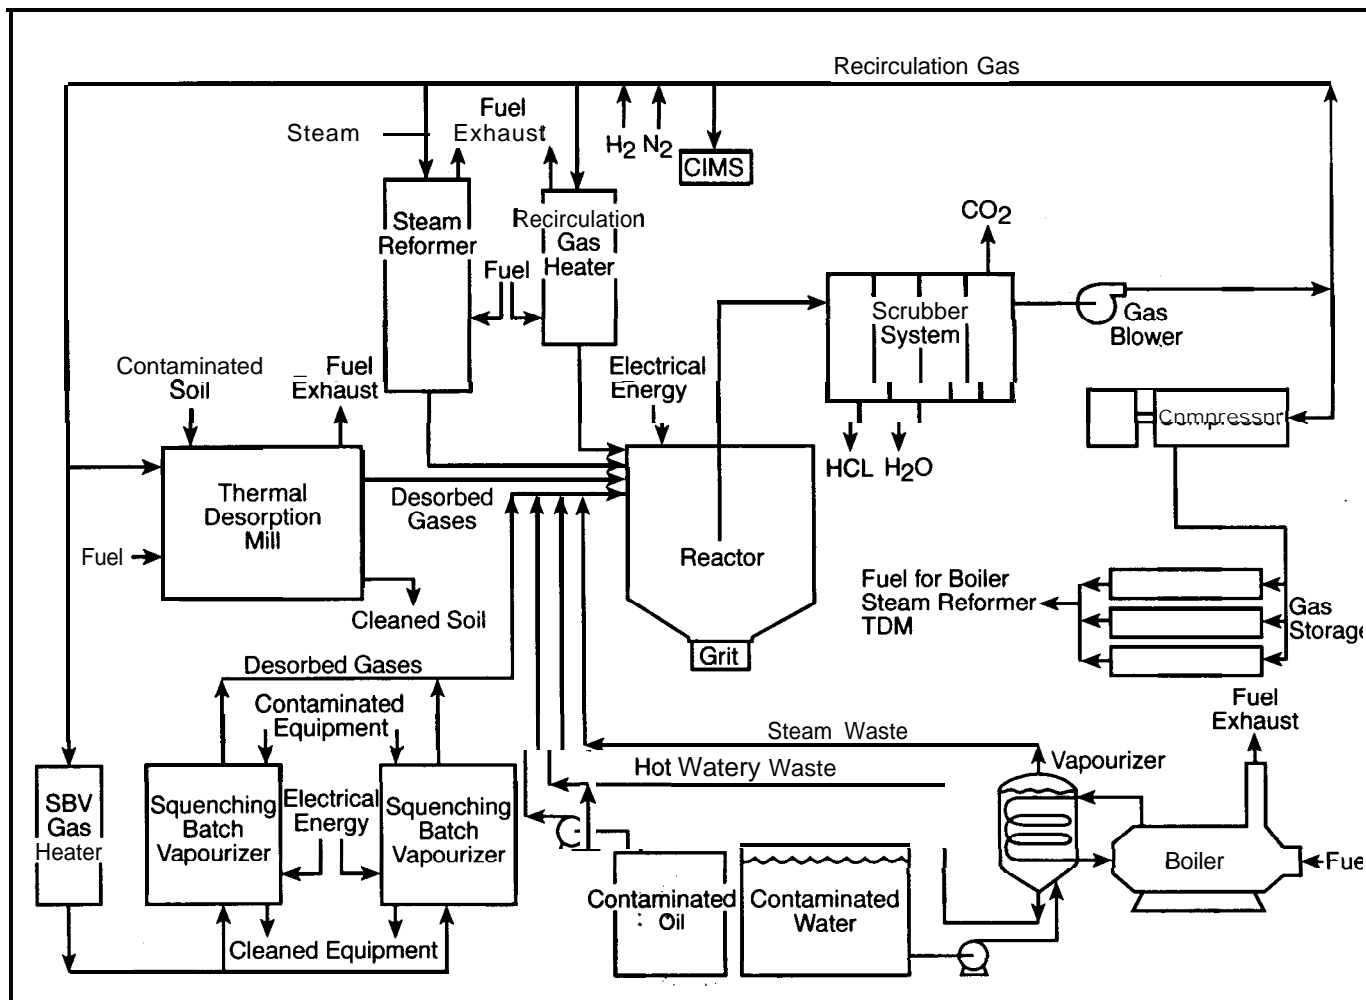 Recirculation Gas
Fuel
Exhaust
Steam
H2 N2
CIMS
Steam
Reformer
Recirculation
Gas
Heater
Fuel
CO2
Scrubber
System
Gas
Blower
Contaminated
Soil
Fuel
Exhaust
Electrical
Energy
Compressor
HCL H2O
Thermal
Desorption
Mill
Desorbed
Gases
Fuel
Reactor
Cleaned Soil
Fuel for Boiler
Steam Reformer
TDM
Gas
Storage
Grit
Desorbed Gases
Contaminated
Equipment
Fuel
Exhaust
Steam Waste
Vapourizer
Hot Watery Waste
SBV
Gas
Heater
Squenching
Batch
Vapourizer
Electrical
Energy
Squenching
Batch
Vapourizer
Boiler
Fue
Contaminated
Oil
Contaminated
Water
Cleaned Equipment